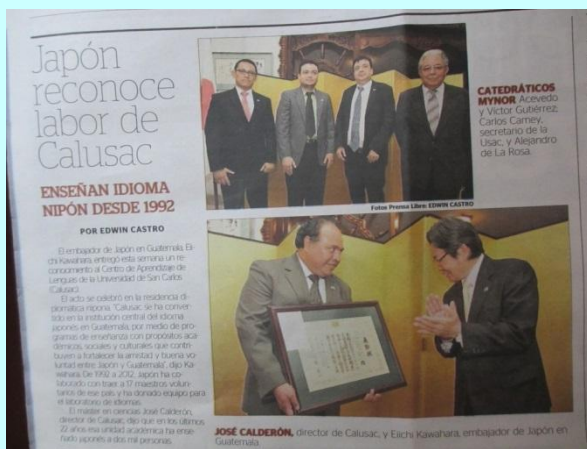 Japón
reconoce
labor de
Calusac
ENSEÑAN IDIOMA
NIPÓN DESDE 1992
POR EDWIN CASTRO
El embajador de Japón en Guatemala, Eii-
chi Kawahara, entregó esta semana un re-
conocimiento al Centro de Aprendizaje de
Lenguas de la Universidad de San Carlos
(Calusac).
El acto se celebró en la residencia di-
plomática nipona. "Calusac se ha conver-
tido en la institución central del idioma
japonés en Guatemala, por medio de pro-
gramas de enseñanza con propósitos aca-
démicos, sociales y culturales que contri-
buyen a fortalecer la amistad y buena vo-
luntad entre Japón y Guatemala", dijo Ka-
wahara. De 1992 a 2012, Japón ha co-
laborado con traer a 17 maestros volunta-
rios de ese país y ha donado equipo para
el laboratorio de idiomas.
El máster en ciencias José Calderón,
director de Calusac, dijo que en los últimos
22 años esa unidad académica ha ense-
ñado japonés a dos mil personas.
CATEDRÁTICOS
MYNOR Acevedo
y Víctor Gutiérrez;
Carlos Camey,
secretario de la
Usac, y Alejandro
de La Rosa.
Fotos Prensa Libre: EDWIN CASTRO
JOSÉ CALDERÓN, director de Calusac, y Eiichi Kawahara, embajador de Japón en
Guatemala.